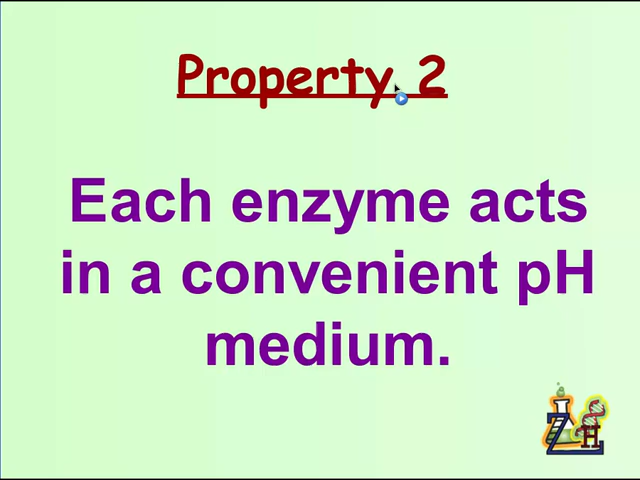 Property 2
Each enzyme acts
in a convenient pH
medium.
Z H